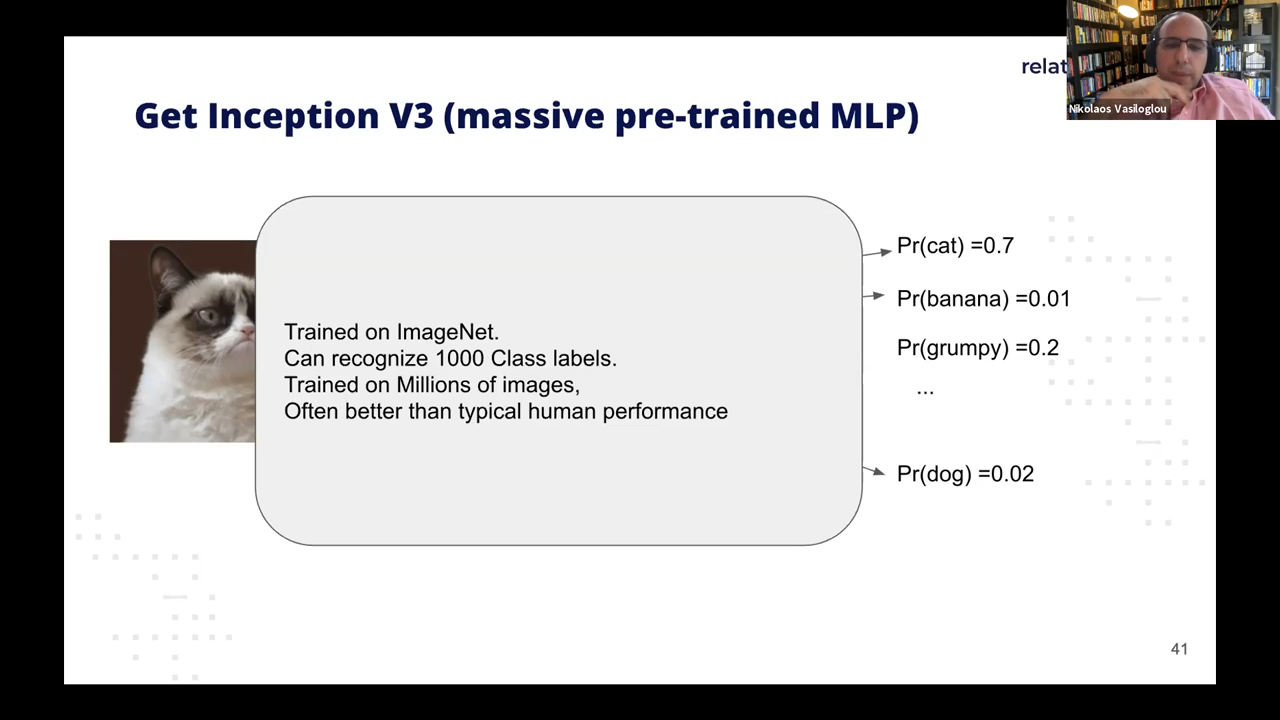 relat
Nikolaos Vasiloglou
Get Inception V3 (massive pre-trained MLP)
Trained on ImageNet.
Can recognize 1000 Class labels.
Trained on Millions of images,
Often better than typical human performance
Pr(cat) =0.7
Pr(banana) =0.01
Pr(grumpy) =0.2
...
Pr(dog) =0.02
41